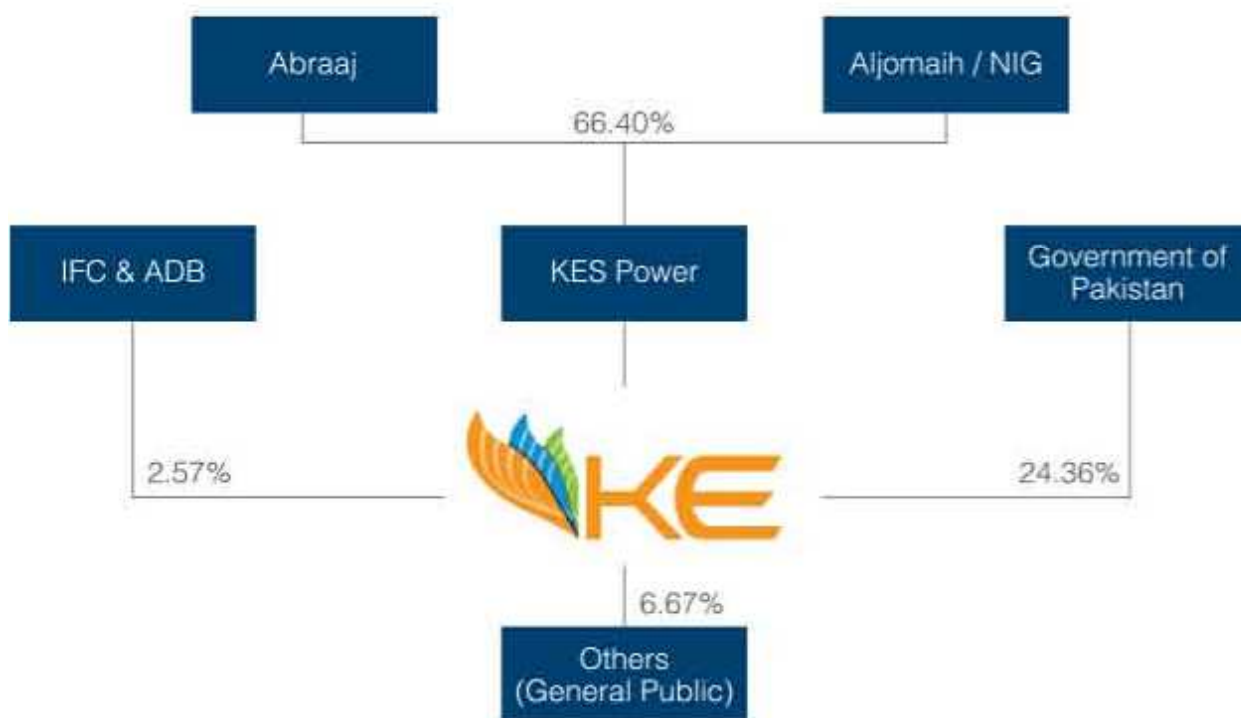 Abraaj
Aljomaih / NIG
66.40%
IFC & ADB
KES Power
Government of
Pakistan
KE
2.57%
24.36%
6.67%
Others
(General Public)